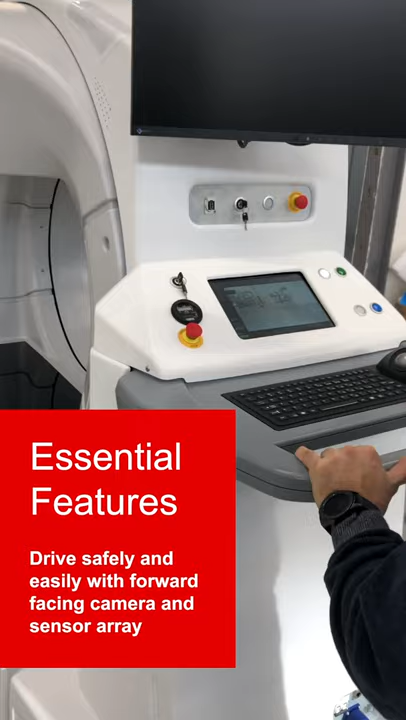 Essential
Features
Drive safely and
easily with forward
facing camera and
sensor array